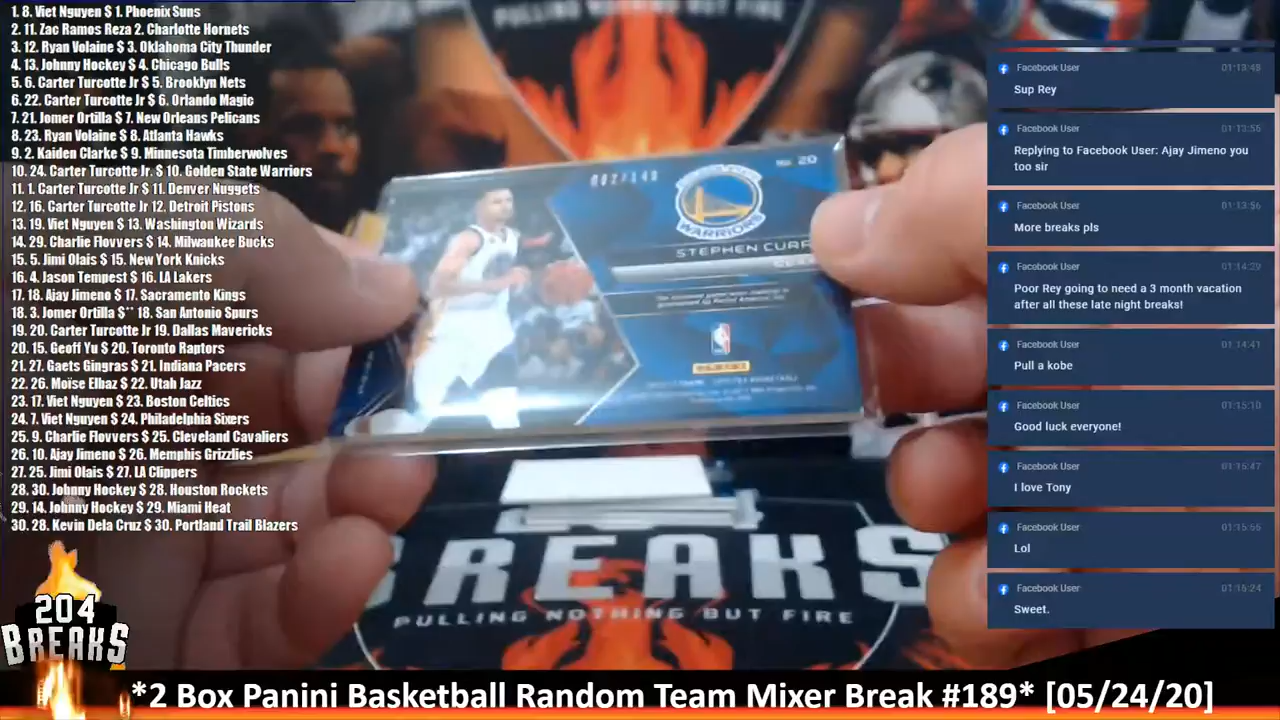 1. 8. Viet Nguyen $ 1. Phoenix Suns
2. 11. Zac Ramos Reza 2. Charlotte Hornets
3. 12. Ryan Volaine $ 3. Oklahoma City Thunder
4. 13. Johnny Hockey $ 4. Chicago Bulls
5. 6. Carter Turcotte Jr $ 5. Brooklyn Nets
6. 22. Carter Turcotte Jr $ 6. Orlando Magic
7. 21. Jomer Ortilla $ 7. New Orleans Pelicans
8. 23. Ryan Volaine $ 8. Atlanta Hawks
9. 2. Kaiden Clarke $ 9. Minnesota Timberwolves
10. 24. Carter Turcotte Jr. $ 10. Golden State Warriors
11. 1. Carter Turcotte Jr $ 11. Denver Nuggets
12. 16. Carter Turcotte Jr 12. Detroit Pistons
13. 19. Viet Nguyen $ 13. Washington Wizards
14. 29. Charlie Flovvers $ 14. Milwaukee Bucks
15. 5. Jimi Olais $ 15. New York Knicks
16. 4. Jason Tempest $ 16. LA Lakers
17. 18. Ajay Jimeno $ 17. Sacramento Kings
18. 3. Jomer Ortilla $** 18. San Antonio Spurs
19. 20. Carter Turcotte Jr 19. Dallas Mavericks
20. 15. Geoff Yu $ 20. Toronto Raptors
21. 27. Gaets Gingras $ 21. Indiana Pacers
22. 26. Moïse Elhaz $ 22. Utah Jazz
23. 17. Viet Nguyen $ 23. Boston Celtics
24. 7. Viet Nguyen $ 24. Philadelphia Sixers
25. 9. Charlie Flovvers $ 25. Cleveland Cavaliers
26. 10. Ajay Jimeno $ 26. Memphis Grizzlies
27. 25. Jimi Olais $ 27. LA Clippers
28. 30. Johnny Hockey $ 28. Houston Rockets
29. 14. Johnny Hockey $ 29. Miami Heat
30. 28. Kevin Dela Cruz $ 30. Portland Trail Blazers
PULLING NOTHING BUT FIRE
No. 20
WARRIORS
STEPHEN CURR
PANINI
BREAKS
PULLING NOTHING BUT FIRE
Facebook User 01:13:48
Sup Rey
Facebook User 01:13:55
Replying to Facebook User: Ajay Jimeno you
too sir
Facebook User 01:13:56
More breaks pls
Facebook User 01:14:29
Poor Rey going to need a 3 month vacation
after all these late night breaks!
Facebook User 01:14:41
Pull a kobe
Facebook User 01:15:10
Good luck everyone!
Facebook User 01:15:47
I love Tony
Facebook User 01:15:55
Lol
Facebook User 01:15:24
Sweet.
204
BREAKS
*2 Box Panini Basketball Random Team Mixer Break #189* [05/24/20]